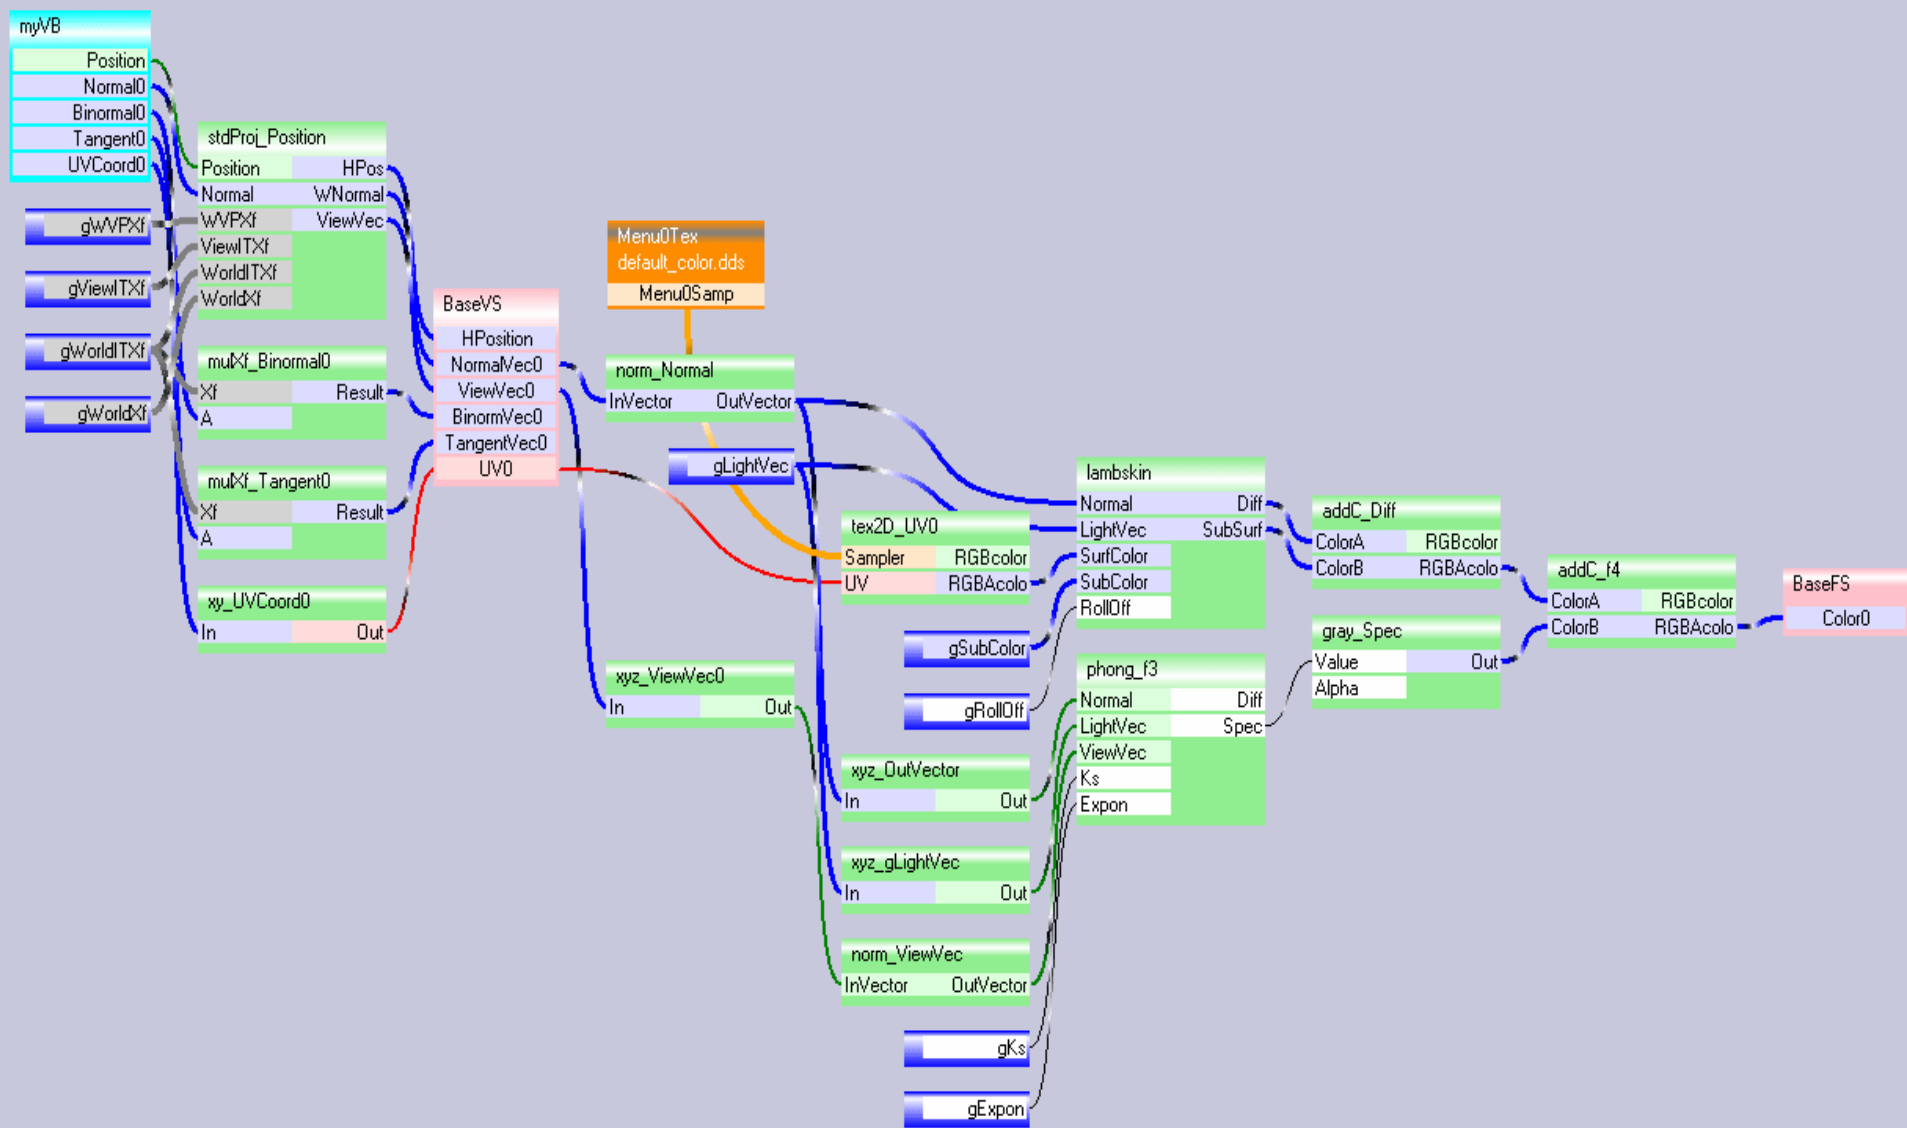 myVB
Position
Normal0
Binormal0
Tangent0
UVCoord0
gWVPXf
gViewITXf
gWorldITXf
gWorldXf
stdProj_Position
Position HPos
Normal WNormal
WVPXf ViewVec
ViewITXf
WorldITXf
WorldXf
mulXf_Binormal0
Xf Result
A
mulXf_Tangent0
Xf Result
A
xy_UVCoord0
In Out
BaseVS
HPosition
NormalVec0
ViewVec0
BinormVec0
TangentVec0
UV0
Menu0Tex
default_color.dds
Menu0Samp
norm_Normal
InVector OutVector
gLightVec
xyz_ViewVec0
In Out
tex2D_UV0
Sampler RGBcolor
UV RGBAcolo
gSubColor
gRollOff
xyz_OutVector
In Out
xyz_gLightVec
In Out
norm_ViewVec
InVector OutVector
gKs
gExpon
lambskin
Normal Diff
LightVec SubSurf
SurfColor
SubColor
RollOff
phong_f3
Normal Diff
LightVec Spec
ViewVec
Ks
Expon
addC_Diff
ColorA RGBcolor
ColorB RGBAcolo
gray_Spec
Value Out
Alpha
addC_f4
ColorA RGBcolor
ColorB RGBAcolo
BaseFS
Color0